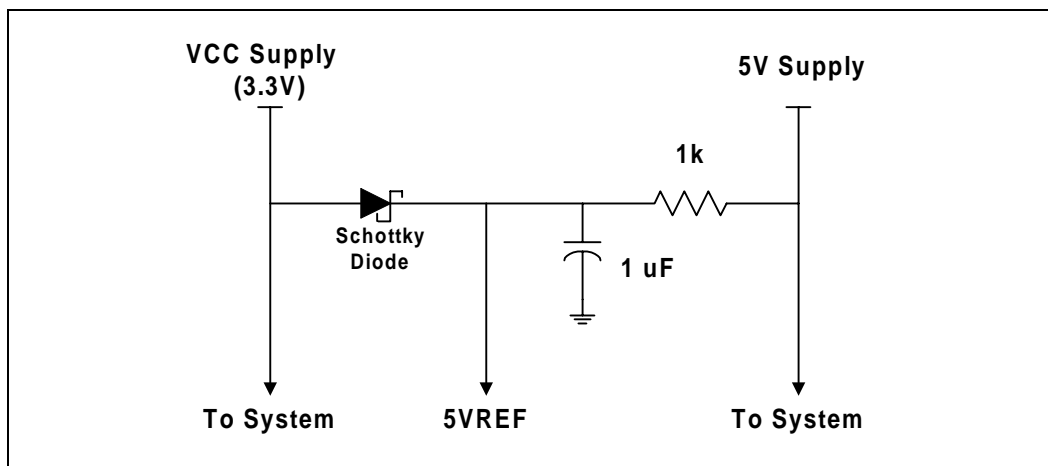 VCC Supply
(3.3V)
5V Supply
1k
Schottky
Diode
1 uF
To System
5VREF
To System